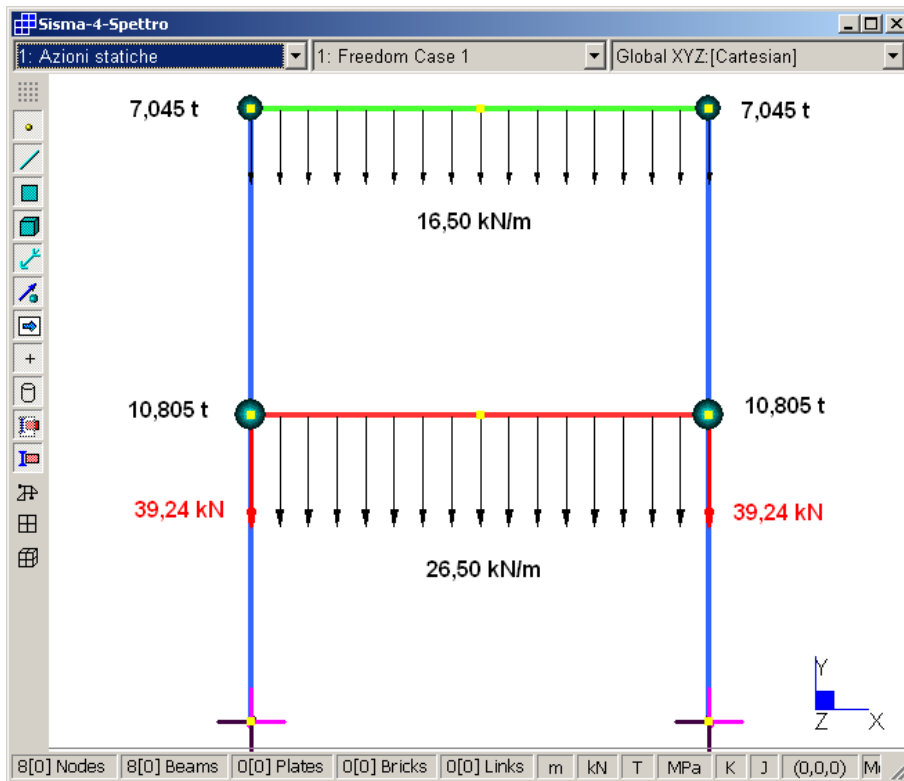 Sisma-4-Spettro
1: Azioni statiche 1: Freedom Case 1 Global XYZ:[Cartesian]
7,045 t 7,045 t
16,50 kN/m
10,805 t 10,805 t
39,24 kN 39,24 kN
26,50 kN/m
Y
Z X
8[0] Nodes 8[0] Beams 0[0] Plates 0[0] Bricks 0[0] Links m kN T MPa K J (0,0,0)